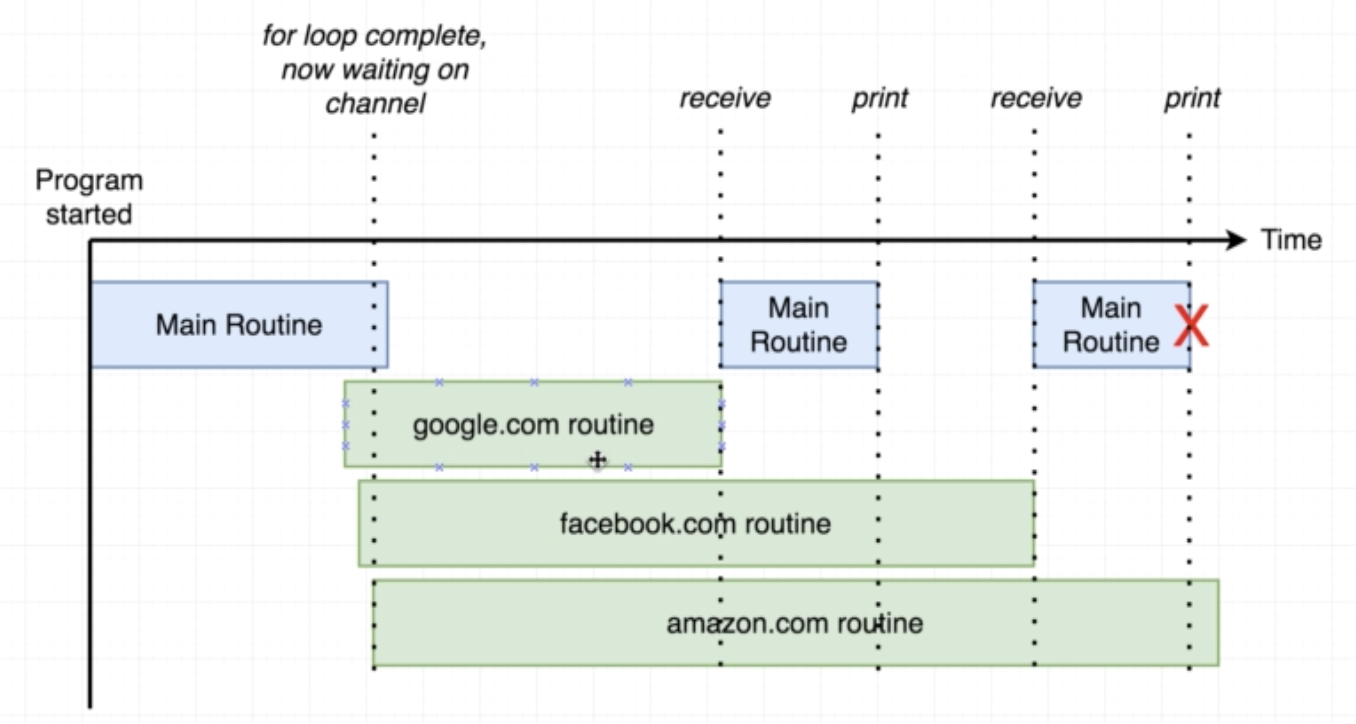 for loop complete,
now waiting on
channel
receive
print
receive
print
Program
started
Time
Main Routine
Main
Routine
Main
Routine
X
google.com routine
facebook.com routine
amazon.com routine